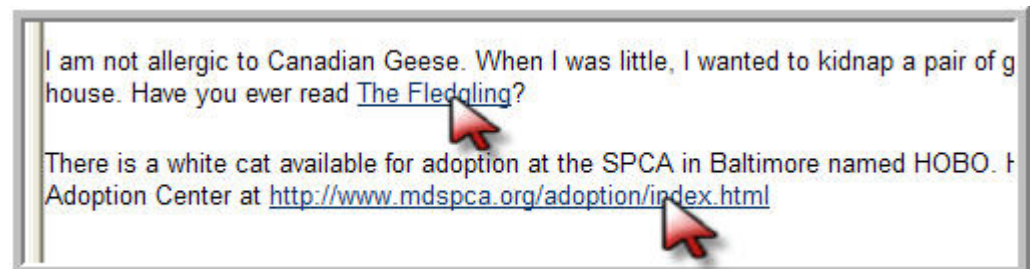 I am not allergic to Canadian Geese. When I was little, I wanted to kidnap a pair of g
house. Have you ever read The Fledgling?
There is a white cat available for adoption at the SPCA in Baltimore named HOBO. H
Adoption Center at http://www.mdspca.org/adoption/index.html